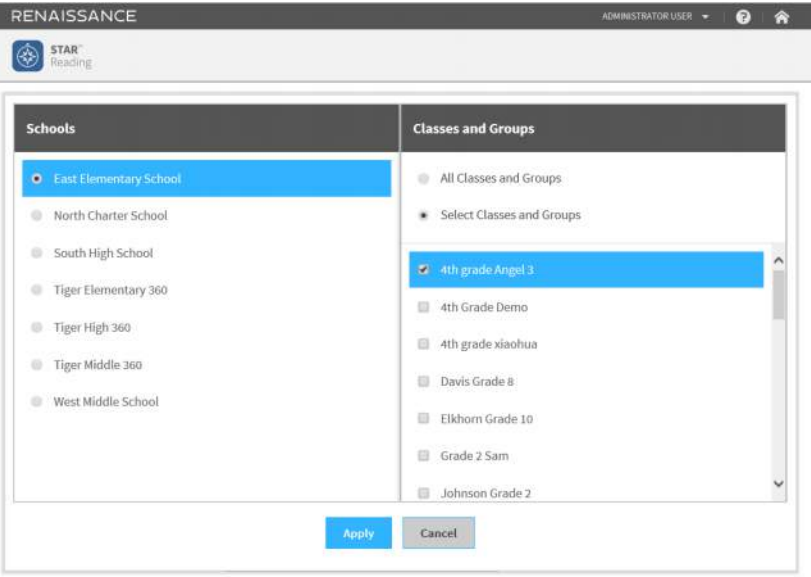 RENAISSANCE
ADMINISTRATOR USER
?
STAR™
Reading
Schools
East Elementary School
North Charter School
South High School
Tiger Elementary 360
Tiger High 360
Tiger Middle 360
West Middle School
Classes and Groups
All Classes and Groups
Select Classes and Groups
4th grade Angel 3
4th Grade Demo
4th grade xiaohua
Davis Grade 8
Elkhorn Grade 10
Grade 2 Sam
Johnson Grade 2
Apply
Cancel